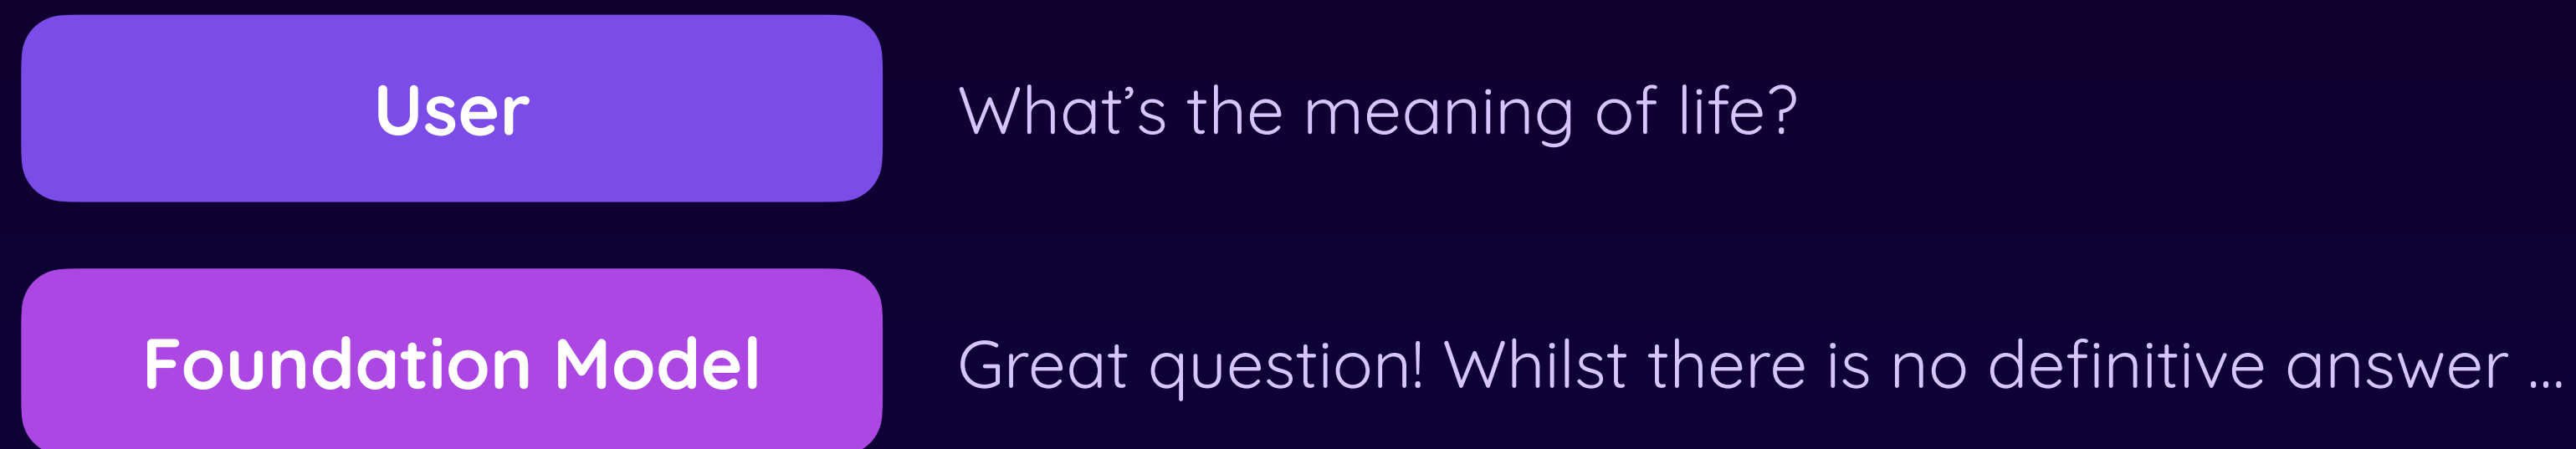 User
What’s the meaning of life?
Foundation Model
Great question! Whilst there is no definitive answer ...